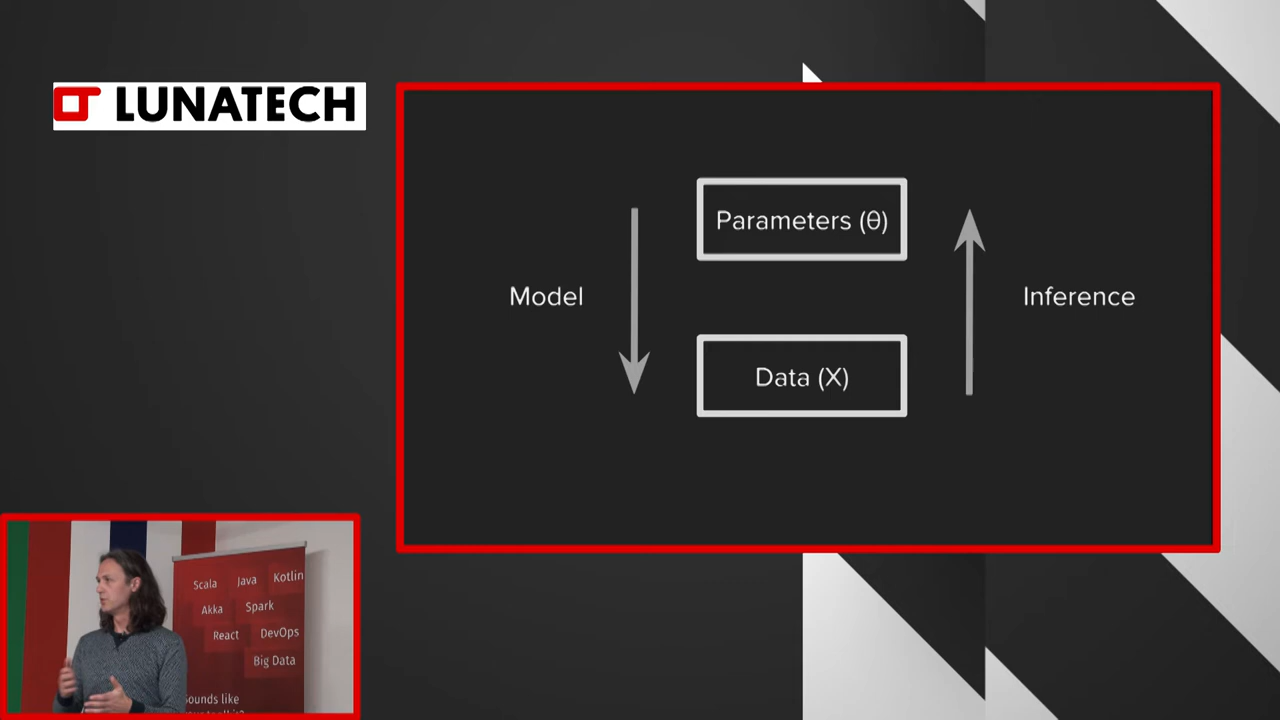 LUNATECH
Parameters (θ)
Model
Inference
Data (X)
Scala Java Kotlin
Akka Spark
React DevOps
Big Data
Sounds like